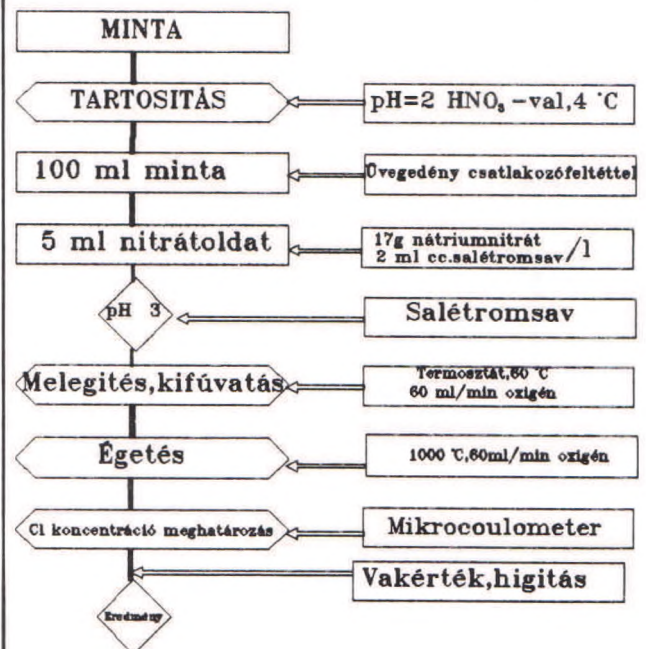 MINTA
TARTOSITÁS
pH=2 HNO₃-val,4 °C
100 ml minta
Üvegedény csatlakozófeltéttel
5 ml nitrátoldat
17g nátriumnitrát
2 ml cc.salétromsav/l
pH 3
Salétromsav
Melegités,kifúvatás
Termosztát,60 °C
60 ml/min oxigén
Égetés
1000 °C,60ml/min oxigén
Cl koncentráció meghatározás
Mikrocoulometer
Vakérték,higitás
Eredmény